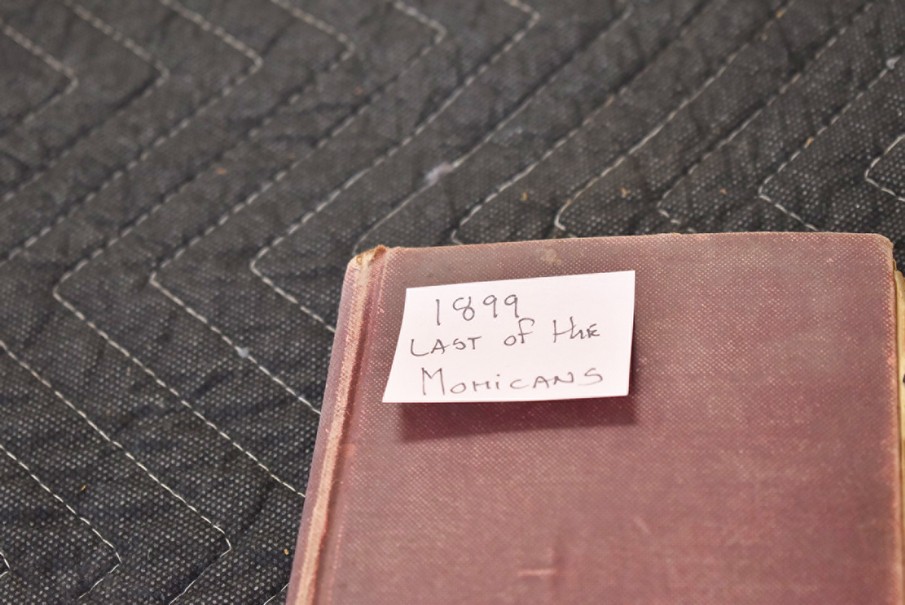 1899
LAST of the
MOHICANS